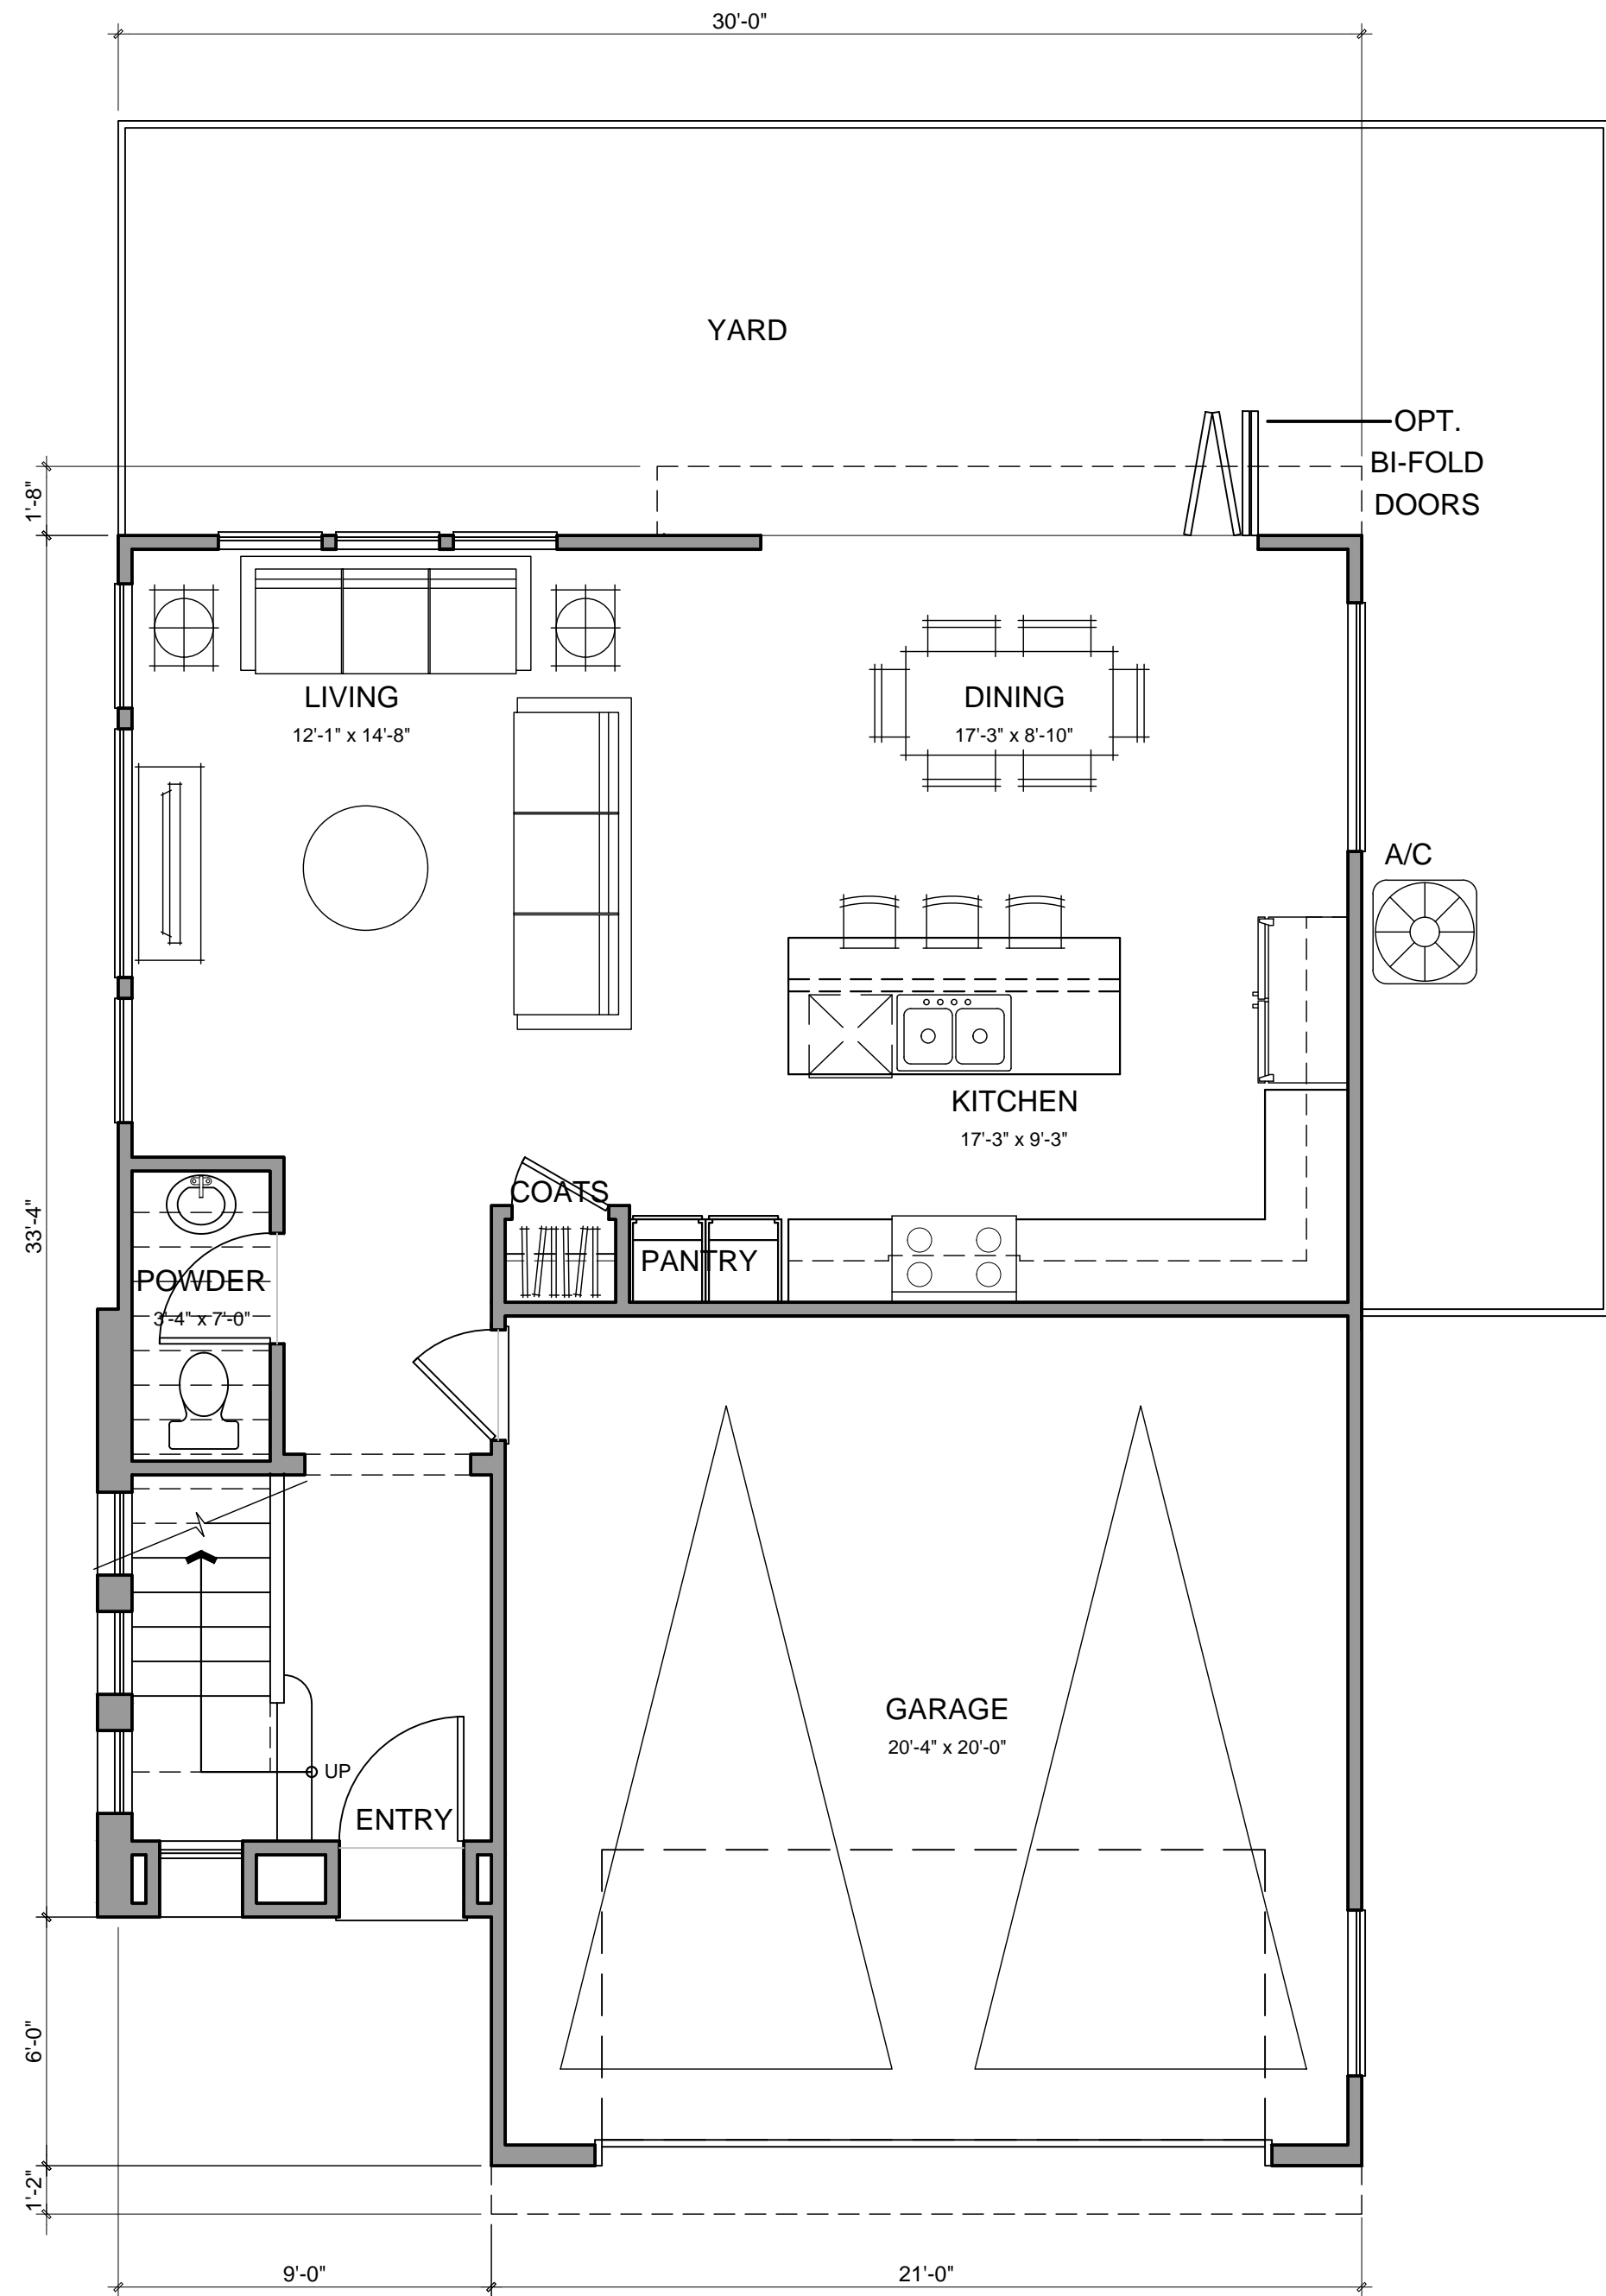 30'-0"
YARD
OPT.
BI-FOLD
DOORS
1'-8"
LIVING
12'-1" x 14'-8"
DINING
17'-3" x 8'-10"
A/C
KITCHEN
17'-3" x 9'-3"
COATS
33'-4"
PANTRY
POWDER
3'-4" x 7'-0"
GARAGE
20'-4" x 20'-0"
UP
ENTRY
6'-0"
1'-2"
9'-0"
21'-0"